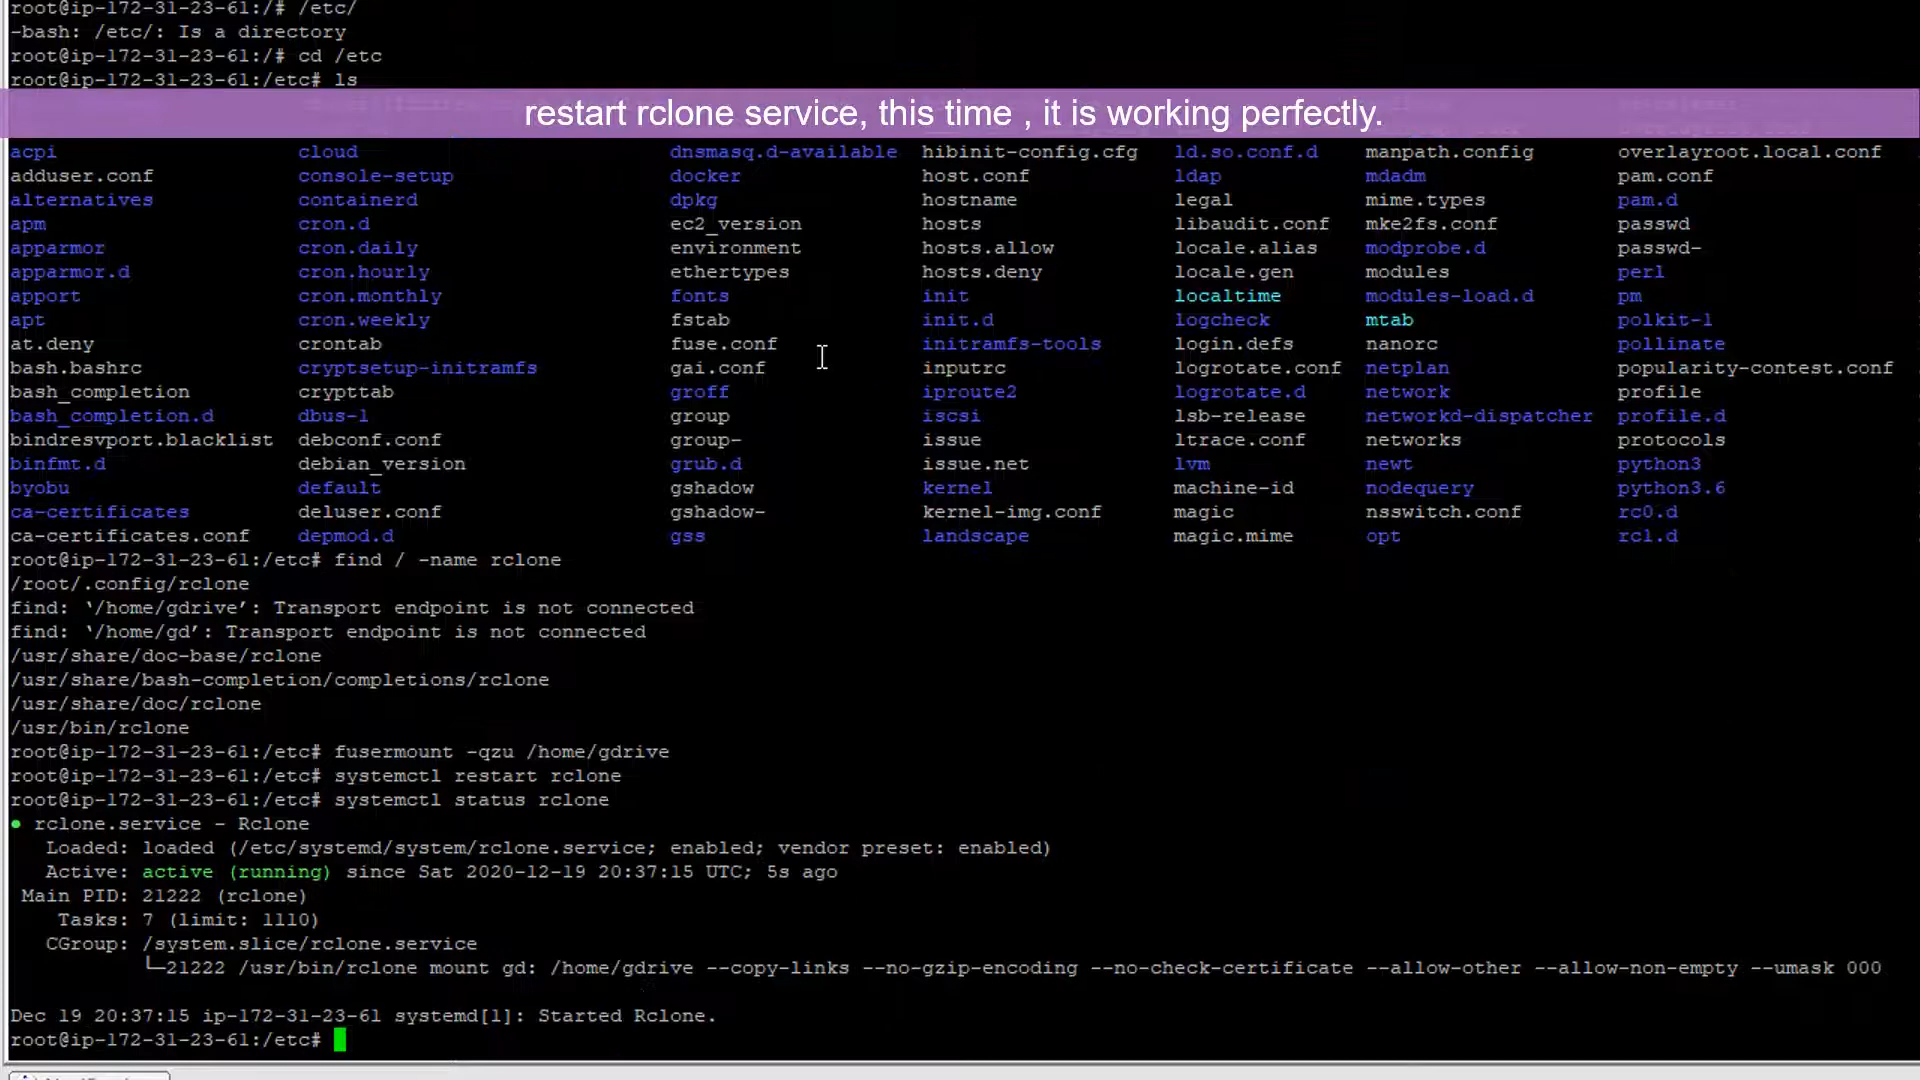 root@ip-172-31-23-61:/# /etc/
-bash: /etc/: Is a directory
root@ip-172-31-23-61:/# cd /etc
root@ip-172-31-23-61:/etc# ls
restart rclone service, this time , it is working perfectly.
acpi cloud dnsmasq.d-available hibinit-config.cfg ld.so.conf.d manpath.config overlayroot.local.conf
adduser.conf console-setup docker host.conf ldap mdadm pam.conf
alternatives containerd dpkg hostname legal mime.types pam.d
apm cron.d ec2_version hosts libaudit.conf mke2fs.conf passwd
apparmor cron.daily environment hosts.allow locale.alias modprobe.d passwd-
apparmor.d cron.hourly ethertypes hosts.deny locale.gen modules perl
apport cron.monthly fonts init localtime modules-load.d pm
apt cron.weekly fstab init.d logcheck mtab polkit-1
at.deny crontab fuse.conf initramfs-tools login.defs nanorc pollinate
bash.bashrc cryptsetup-initramfs gai.conf inputrc logrotate.conf netplan popularity-contest.conf
bash_completion crypttab groff iproute2 logrotate.d network profile
bash_completion.d dbus-1 group iscsi lsb-release networkd-dispatcher profile.d
bindresvport.blacklist debconf.conf group- issue ltrace.conf networks protocols
binfmt.d debian_version grub.d issue.net lvm newt python3
byobu default gshadow kernel machine-id nodequery python3.6
ca-certificates deluser.conf gshadow- kernel-img.conf magic nsswitch.conf rc0.d
ca-certificates.conf depmod.d gss landscape magic.mime opt rc1.d
root@ip-172-31-23-61:/etc# find / -name rclone
/root/.config/rclone
find: ‘/home/gdrive’: Transport endpoint is not connected
find: ‘/home/gd’: Transport endpoint is not connected
/usr/share/doc-base/rclone
/usr/share/bash-completion/completions/rclone
/usr/share/doc/rclone
/usr/bin/rclone
root@ip-172-31-23-61:/etc# fusermount -qzu /home/gdrive
root@ip-172-31-23-61:/etc# systemctl restart rclone
root@ip-172-31-23-61:/etc# systemctl status rclone
● rclone.service - Rclone
Loaded: loaded (/etc/systemd/system/rclone.service; enabled; vendor preset: enabled)
Active: active (running) since Sat 2020-12-19 20:37:15 UTC; 5s ago
Main PID: 21222 (rclone)
Tasks: 7 (limit: 1110)
CGroup: /system.slice/rclone.service
└─21222 /usr/bin/rclone mount gd: /home/gdrive --copy-links --no-gzip-encoding --no-check-certificate --allow-other --allow-non-empty --umask 000
Dec 19 20:37:15 ip-172-31-23-61 systemd[1]: Started Rclone.
root@ip-172-31-23-61:/etc#